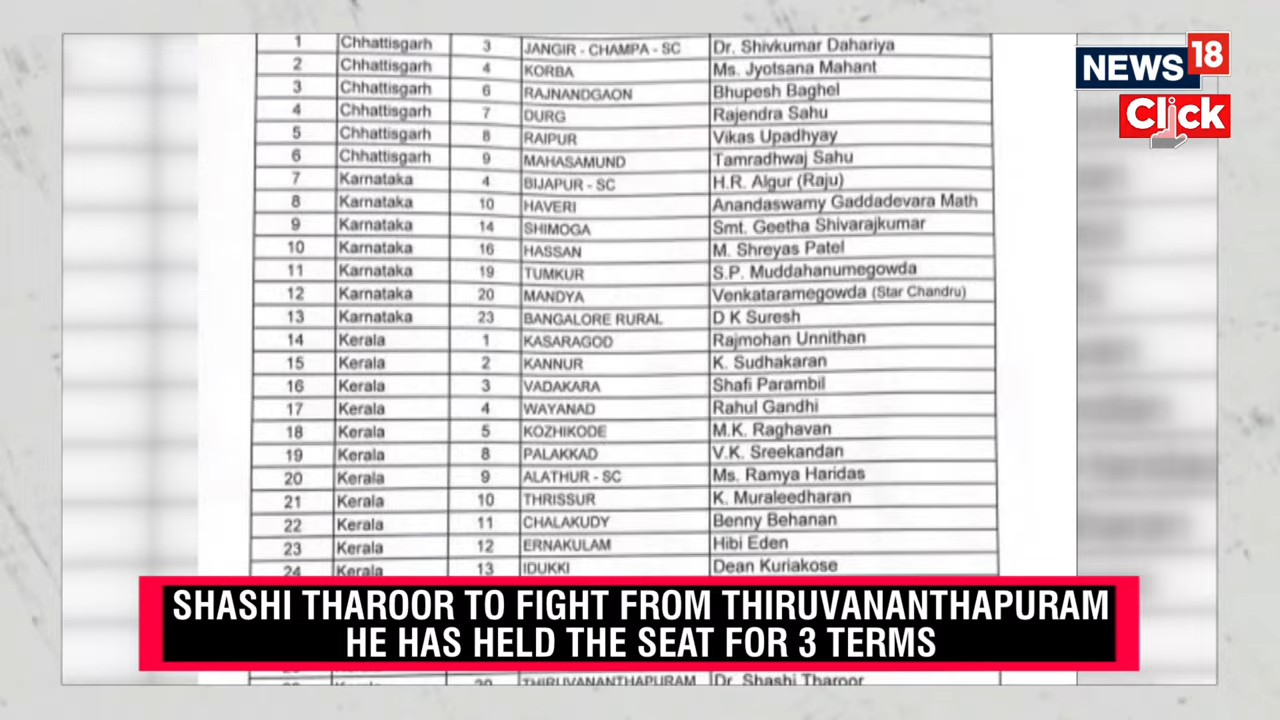 1 Chhattisgarh 3 JANGIR - CHAMPA - SC Dr. Shivkumar Dahariya
2 Chhattisgarh 4 KORBA Ms. Jyotsana Mahant
3 Chhattisgarh 6 RAJNANDGAON Bhupesh Baghel
4 Chhattisgarh 7 DURG Rajendra Sahu
5 Chhattisgarh 8 RAIPUR Vikas Upadhyay
6 Chhattisgarh 9 MAHASAMUND Tamradhwaj Sahu
7 Karnataka 4 BIJAPUR - SC H.R. Algur (Raju)
8 Karnataka 10 HAVERI Anandaswamy Gaddadevara Math
9 Karnataka 14 SHIMOGA Smt. Geetha Shivarajkumar
10 Karnataka 16 HASSAN M. Shreyas Patel
11 Karnataka 19 TUMKUR S.P. Muddahanumegowda
12 Karnataka 20 MANDYA Venkataramegowda (Star Chandru)
13 Karnataka 23 BANGALORE RURAL D K Suresh
14 Kerala 1 KASARAGOD Rajmohan Unnithan
15 Kerala 2 KANNUR K. Sudhakaran
16 Kerala 3 VADAKARA Shafi Parambil
17 Kerala 4 WAYANAD Rahul Gandhi
18 Kerala 5 KOZHIKODE M.K. Raghavan
19 Kerala 8 PALAKKAD V.K. Sreekandan
20 Kerala 9 ALATHUR - SC Ms. Ramya Haridas
21 Kerala 10 THRISSUR K. Muraleedharan
22 Kerala 11 CHALAKUDY Benny Behanan
23 Kerala 12 ERNAKULAM Hibi Eden
24 Kerala 13 IDUKKI Dean Kuriakose
THIRUVANANTHAPURAM Dr. Shashi Tharoor
NEWS 18
Click
SHASHI THAROOR TO FIGHT FROM THIRUVANANTHAPURAM
HE HAS HELD THE SEAT FOR 3 TERMS